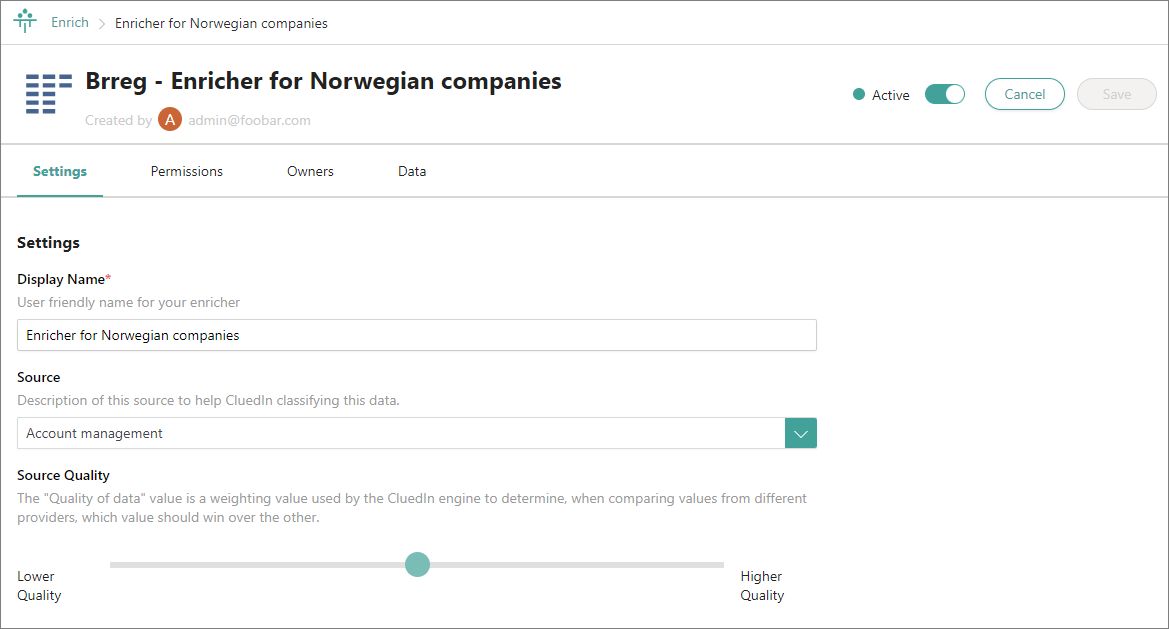 Enrich > Enricher for Norwegian companies
Brreg - Enricher for Norwegian companies
Created by A admin@foobar.com
Active
Cancel
Save
Settings
Permissions
Owners
Data
Settings
Display Name*
User friendly name for your enricher
Enricher for Norwegian companies
Source
Description of this source to help CluedIn classifying this data.
Account management
Source Quality
The "Quality of data" value is a weighting value used by the CluedIn engine to determine, when comparing values from different
providers, which value should win over the other.
Lower
Quality
Higher
Quality